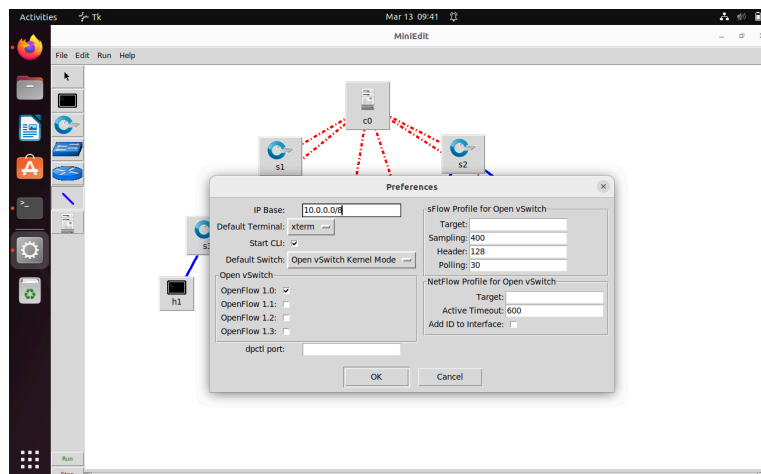 Activities
Tk
Mar 13 09:41
MiniEdit
File Edit Run Help
c0
s1
s2
Preferences
IP Base: 10.0.0.0/8
Default Terminal: xterm
Start CLI:
Default Switch: Open vSwitch Kernel Mode
Open vSwitch
OpenFlow 1.0:
OpenFlow 1.1:
OpenFlow 1.2:
OpenFlow 1.3:
dpctl port:
sFlow Profile for Open vSwitch
Target:
Sampling: 400
Header: 128
Polling: 30
NetFlow Profile for Open vSwitch
Target:
Active Timeout: 600
Add ID to Interface:
OK
Cancel
h1
Run